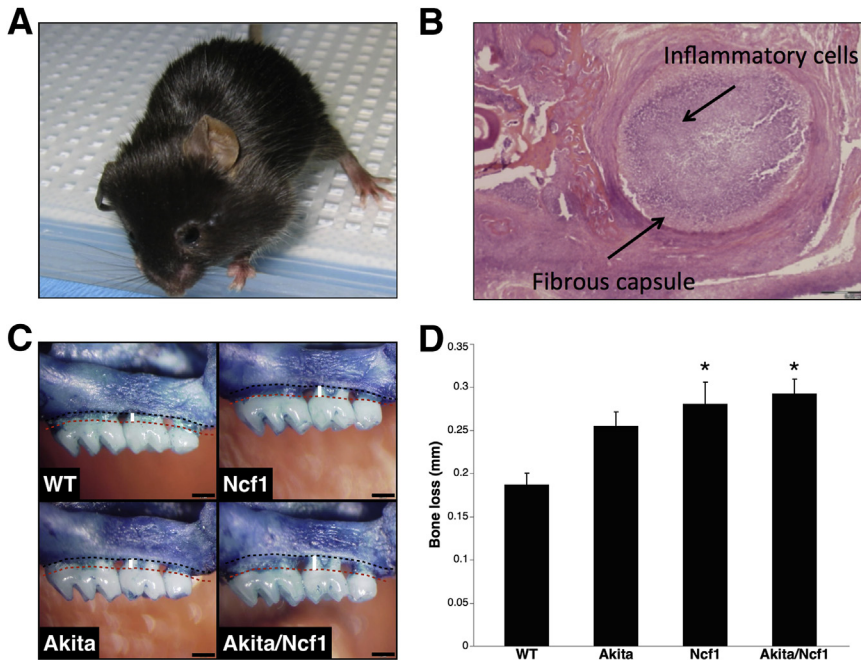 A
B
Inflammatory cells
Fibrous capsule
C
WT
Ncf1
Akita
Akita/Ncf1
D
0.35
0.3
0.25
0.2
0.15
0.1
0.05
0
Bone loss (mm)
*
*
WT
Akita
Ncf1
Akita/Ncf1